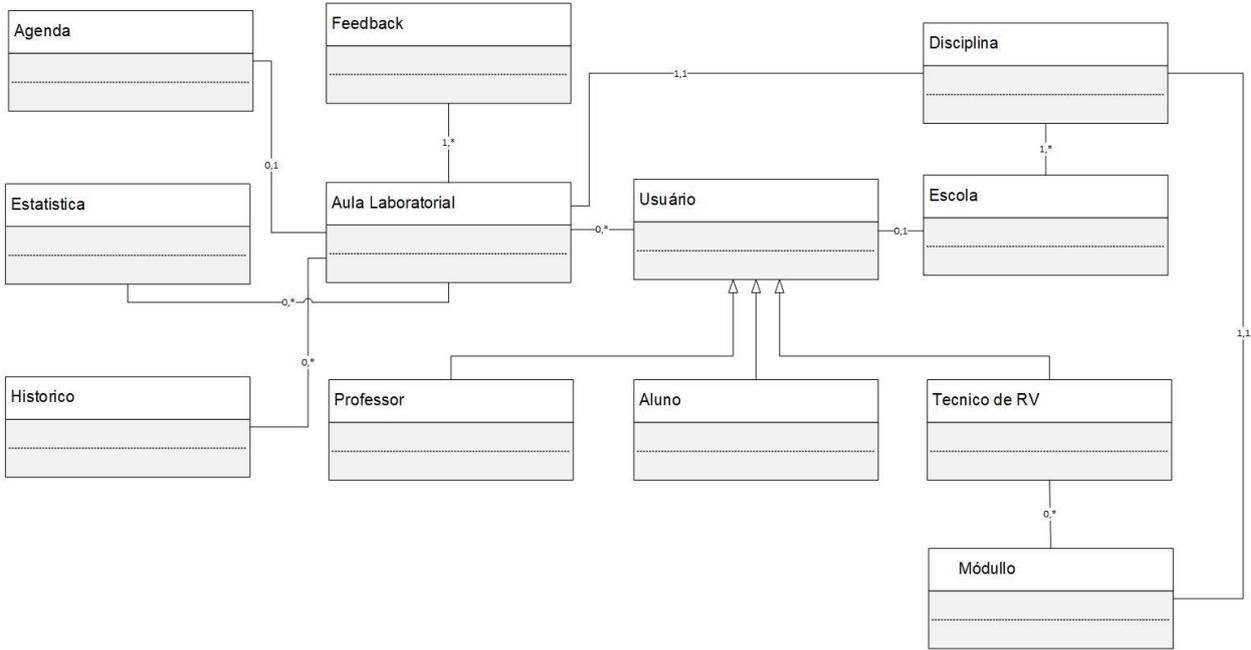 Agenda
Feedback
Disciplina
1,1
1,*
1,*
0,1
Estatistica
Aula Laboratorial
Usuário
Escola
0,*
0,1
0,*
1,1
0,*
Historico
Professor
Aluno
Tecnico de RV
0,*
Módullo